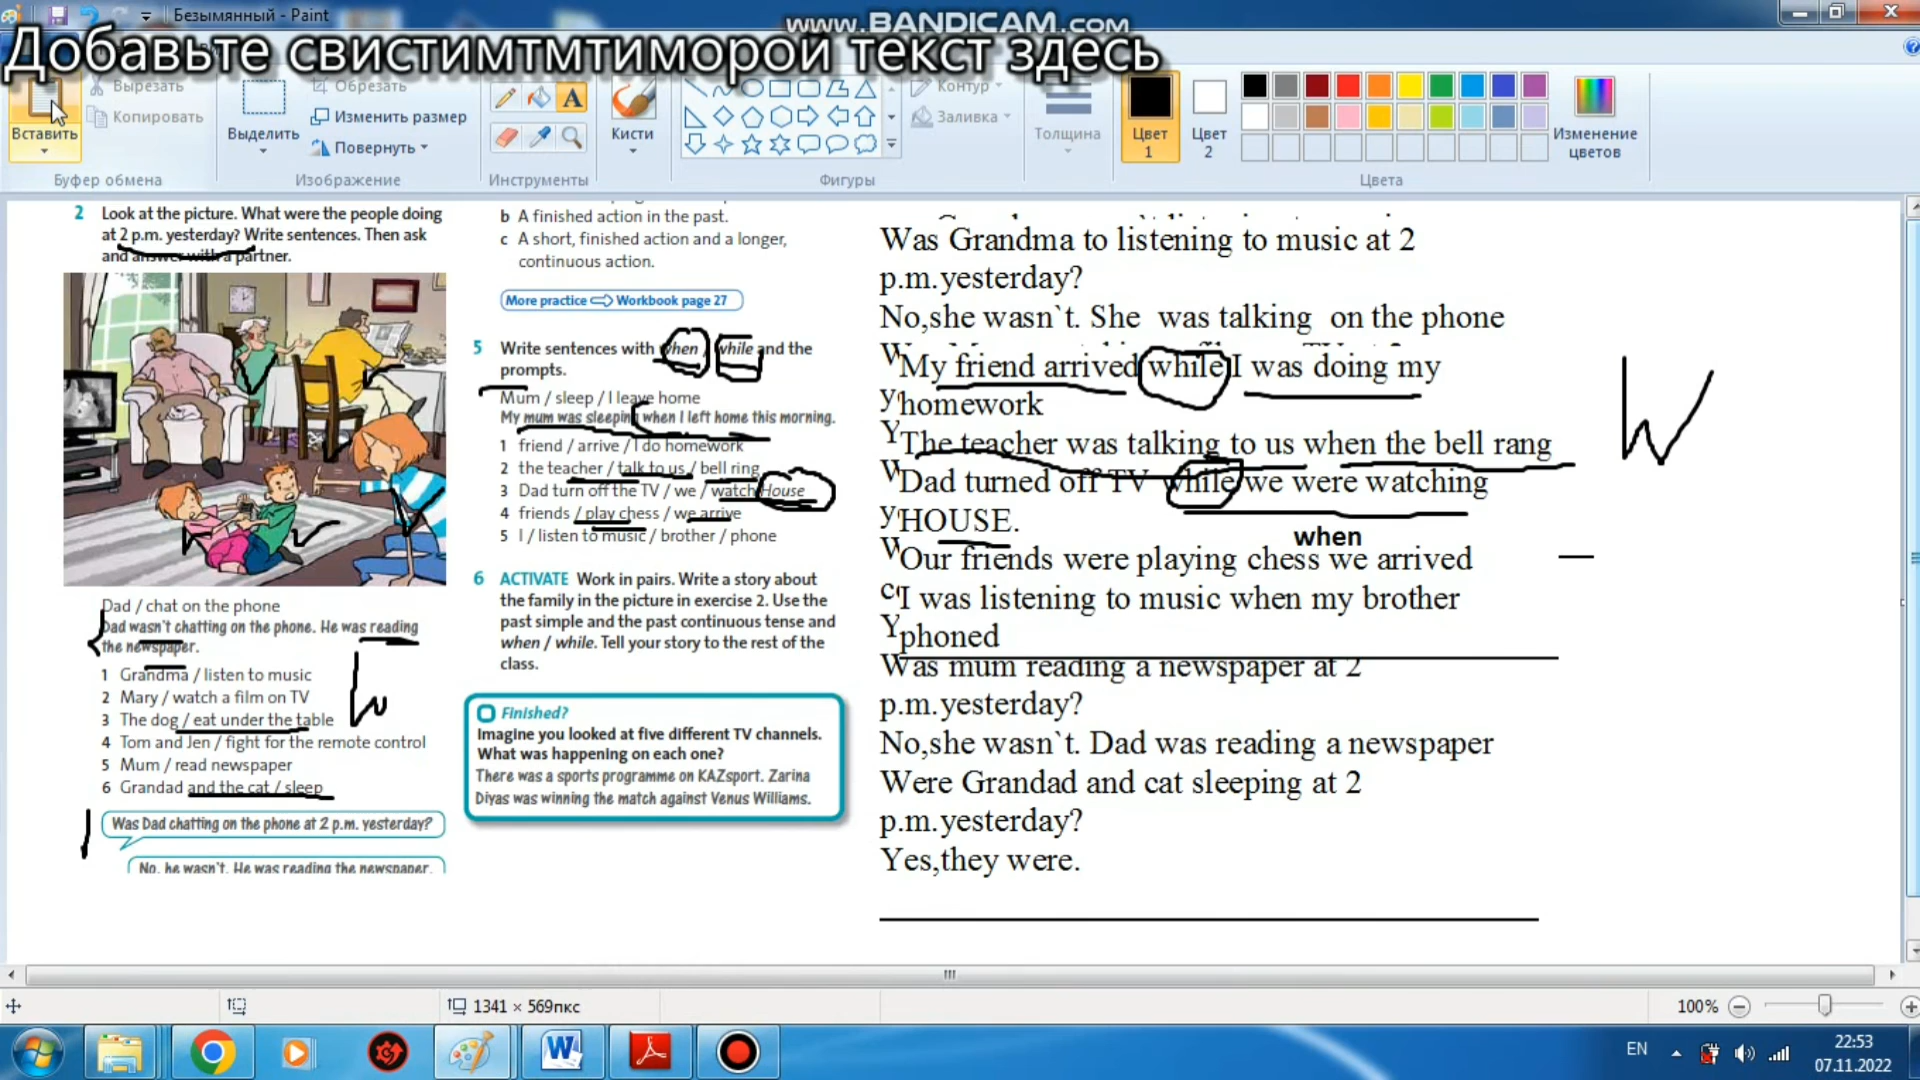 Безымянный - Paint
www.BANDICAM.com
Добавьте свистимтмтиморой текст здесь
Вставить
Вырезать
Копировать
Буфер обмена
Выделить
Обрезать
Изменить размер
Повернуть
Изображение
A
Инструменты
Кисти
Фигуры
Контур
Заливка
Толщина
Цвет
1
Цвет
2
Изменение
цветов
Цвета
2 Look at the picture. What were the people doing
at 2 p.m. yesterday? Write sentences. Then ask
and answer with a partner.
Dad / chat on the phone
Dad wasn't chatting on the phone. He was reading
the newspaper.
1 Grandma / listen to music
2 Mary / watch a film on TV
3 The dog / eat under the table
4 Tom and Jen / fight for the remote control
5 Mum / read newspaper
6 Grandad and the cat / sleep
Was Dad chatting on the phone at 2 p.m. yesterday?
No, he wasn't. He was reading the newspaper.
b A finished action in the past.
c A short, finished action and a longer,
continuous action.
More practice Workbook page 27
5 Write sentences with when / while and the
prompts.
Mum / sleep / I leave home
My mum was sleeping when I left home this morning.
1 friend / arrive / I do homework
2 the teacher / talk to us / bell ring
3 Dad turn off the TV / we / watch House
4 friends / play chess / we arrive
5 I / listen to music / brother / phone
6 ACTIVATE Work in pairs. Write a story about
the family in the picture in exercise 2. Use the
past simple and the past continuous tense and
when / while. Tell your story to the rest of the
class.
Finished?
Imagine you looked at five different TV channels.
What was happening on each one?
There was a sports programme on KAZsport. Zarina
Diyas was winning the match against Venus Williams.
Was Grandma to listening to music at 2
p.m.yesterday?
No,she wasn`t. She was talking on the phone
My friend arrived while I was doing my
homework
The teacher was talking to us when the bell rang
Dad turned off TV while we were watching
HOUSE.
when
Our friends were playing chess we arrived
I was listening to music when my brother
phoned
Was mum reading a newspaper at 2
p.m.yesterday?
No,she wasn`t. Dad was reading a newspaper
Were Grandad and cat sleeping at 2
p.m.yesterday?
Yes,they were.
1341 × 569пкс
100%
EN
22:53
07.11.2022